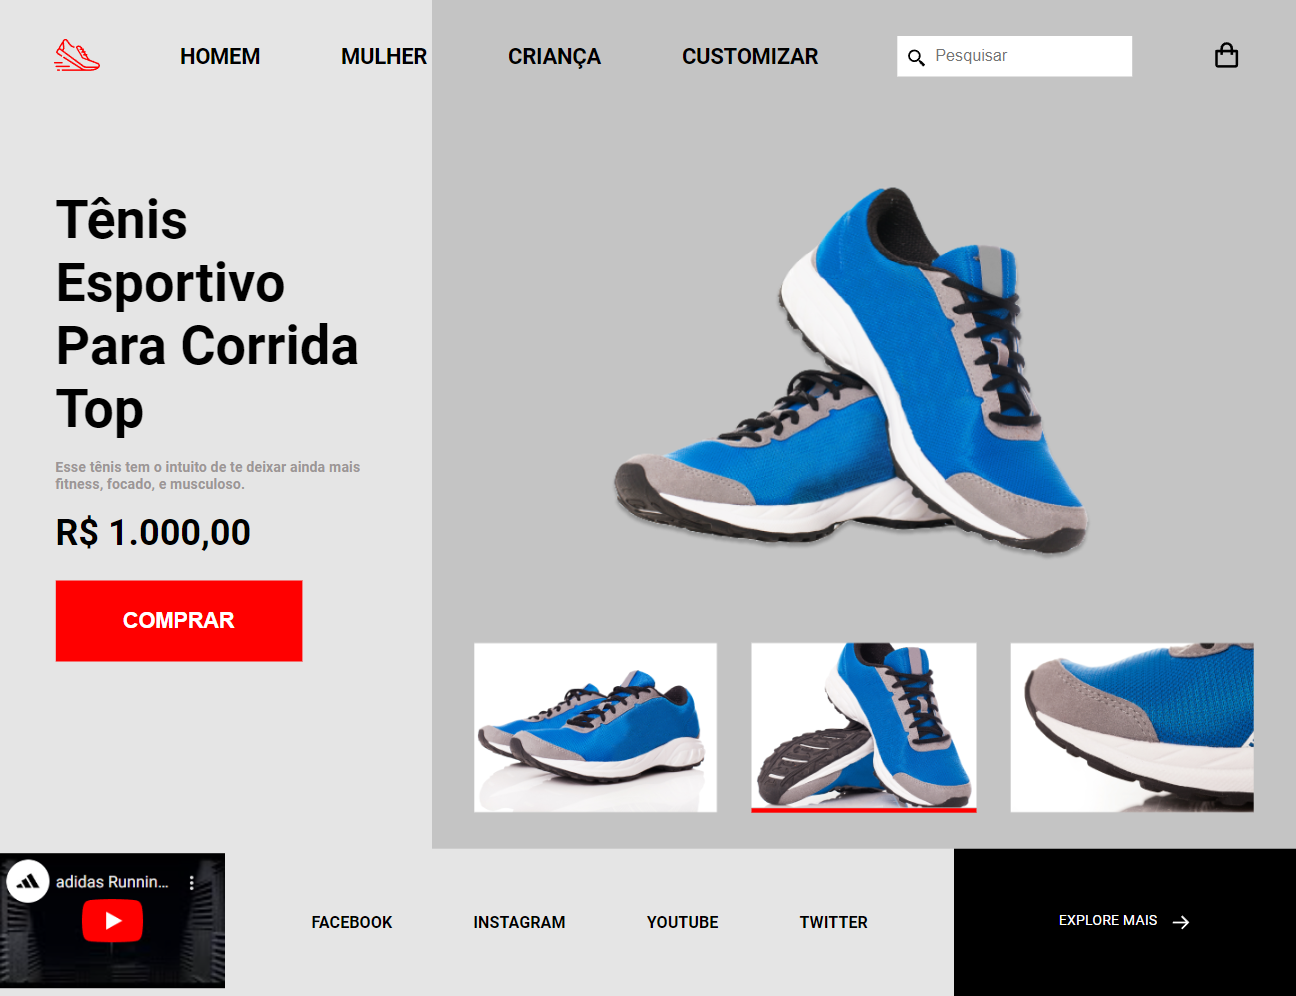 HOMEM
MULHER
CRIANÇA
CUSTOMIZAR
Pesquisar
Tênis
Esportivo
Para Corrida
Top
Esse tênis tem o intuito de te deixar ainda mais
fitness, focado, e musculoso.
R$ 1.000,00
COMPRAR
adidas Runnin...
FACEBOOK
INSTAGRAM
YOUTUBE
TWITTER
EXPLORE MAIS